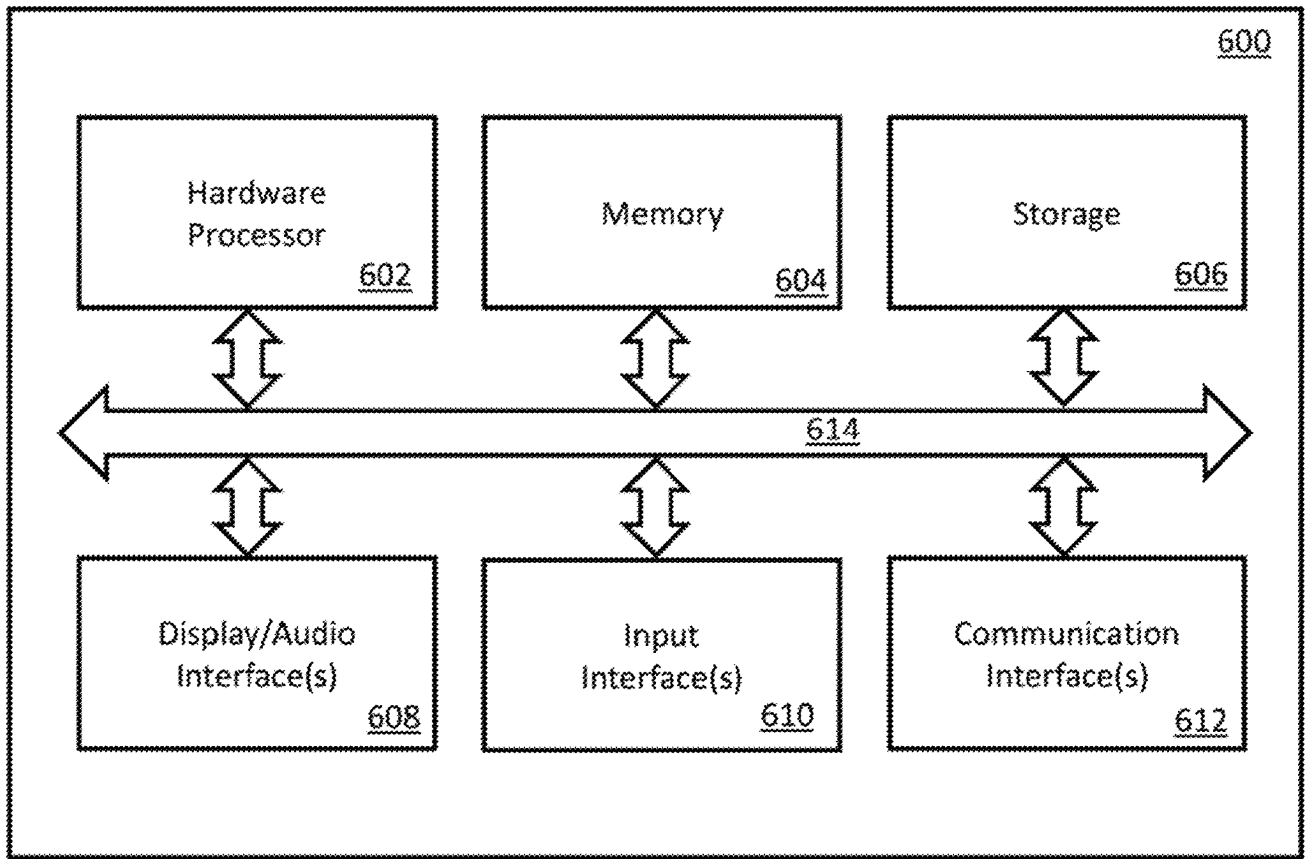 600
Hardware
Processor
602
Memory
604
Storage
606
614
Display/Audio
Interface(s)
608
Input
Interface(s)
610
Communication
Interface(s)
612